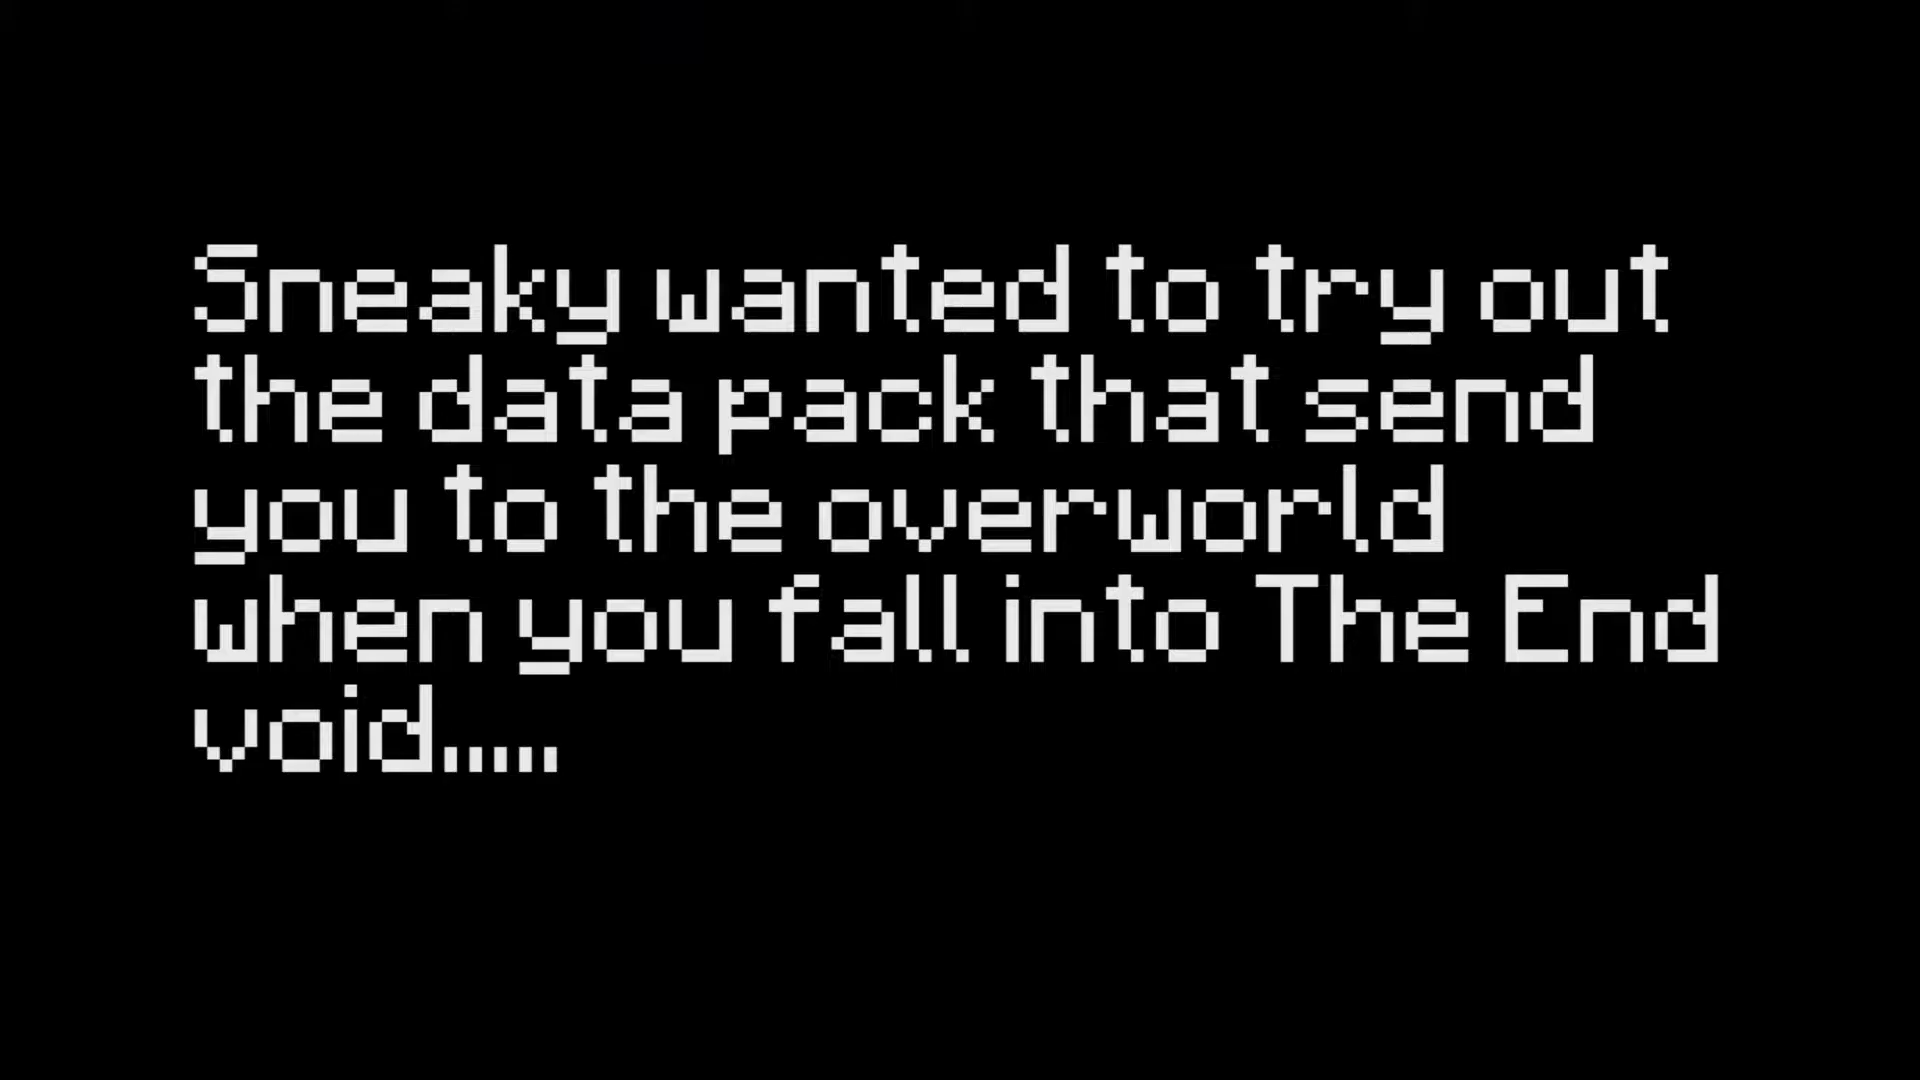 Sneaky wanted to try out
the data pack that send
you to the overworld
when you fall into The End
void.....